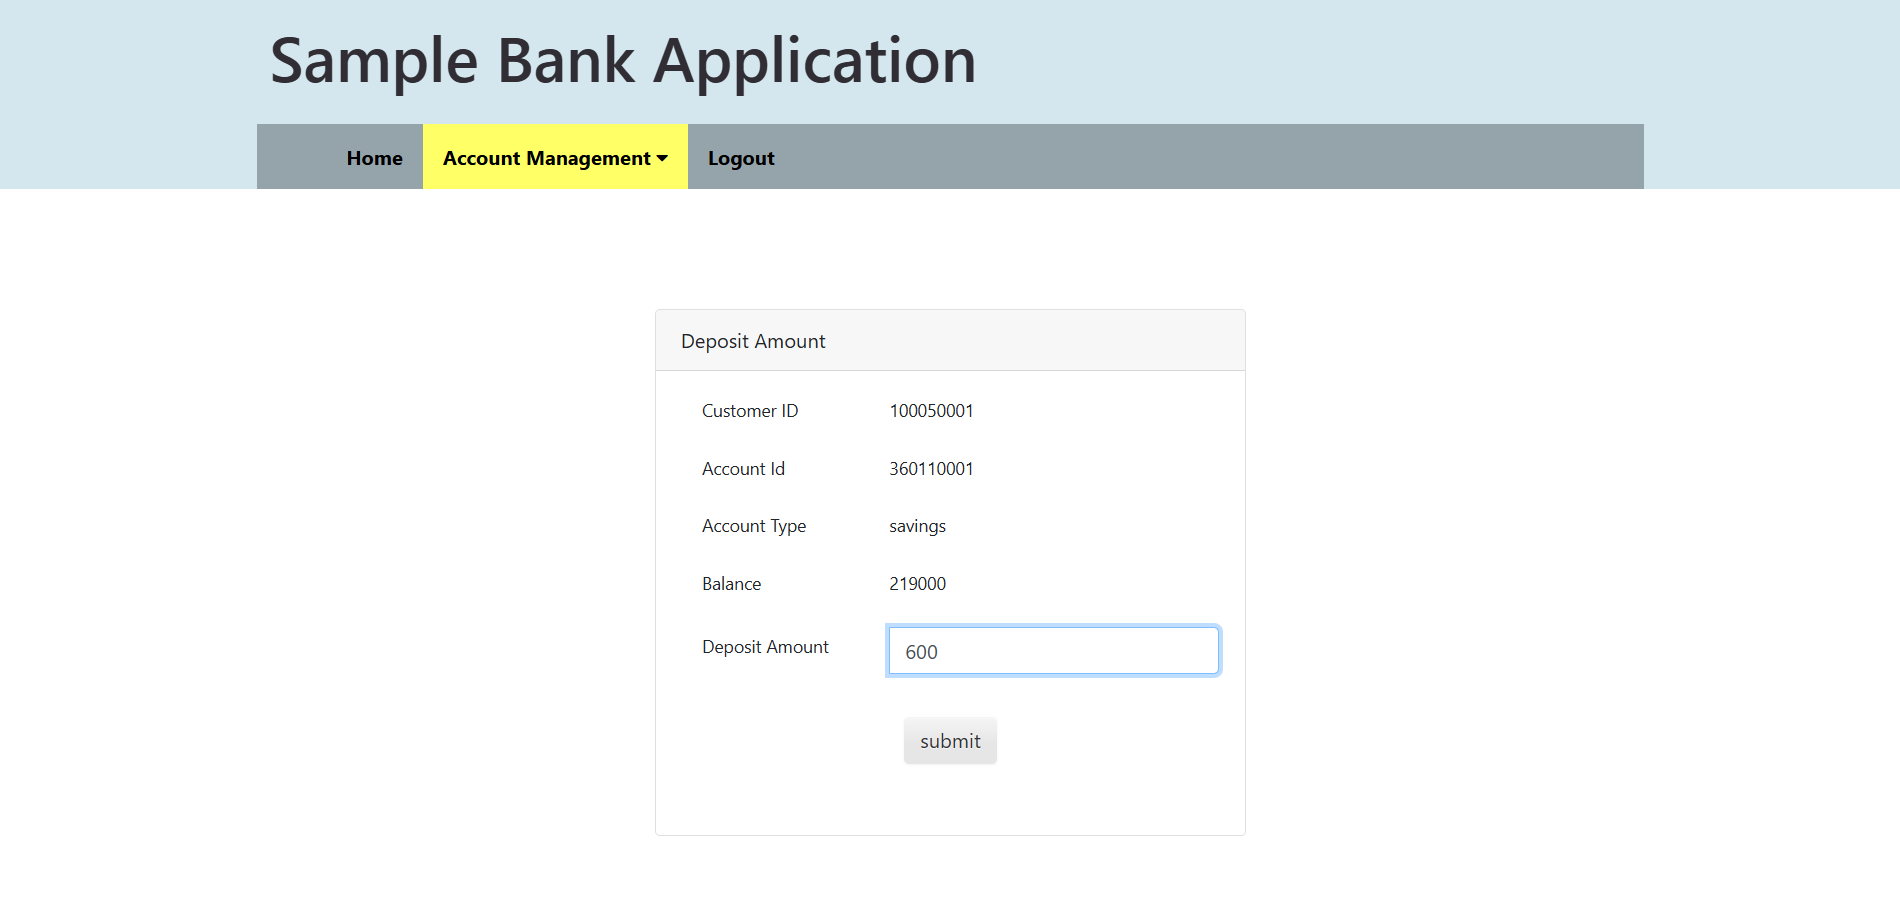 Sample Bank Application
Home Account Management Logout
Deposit Amount
Customer ID 100050001
Account Id 360110001
Account Type savings
Balance 219000
Deposit Amount 600
submit